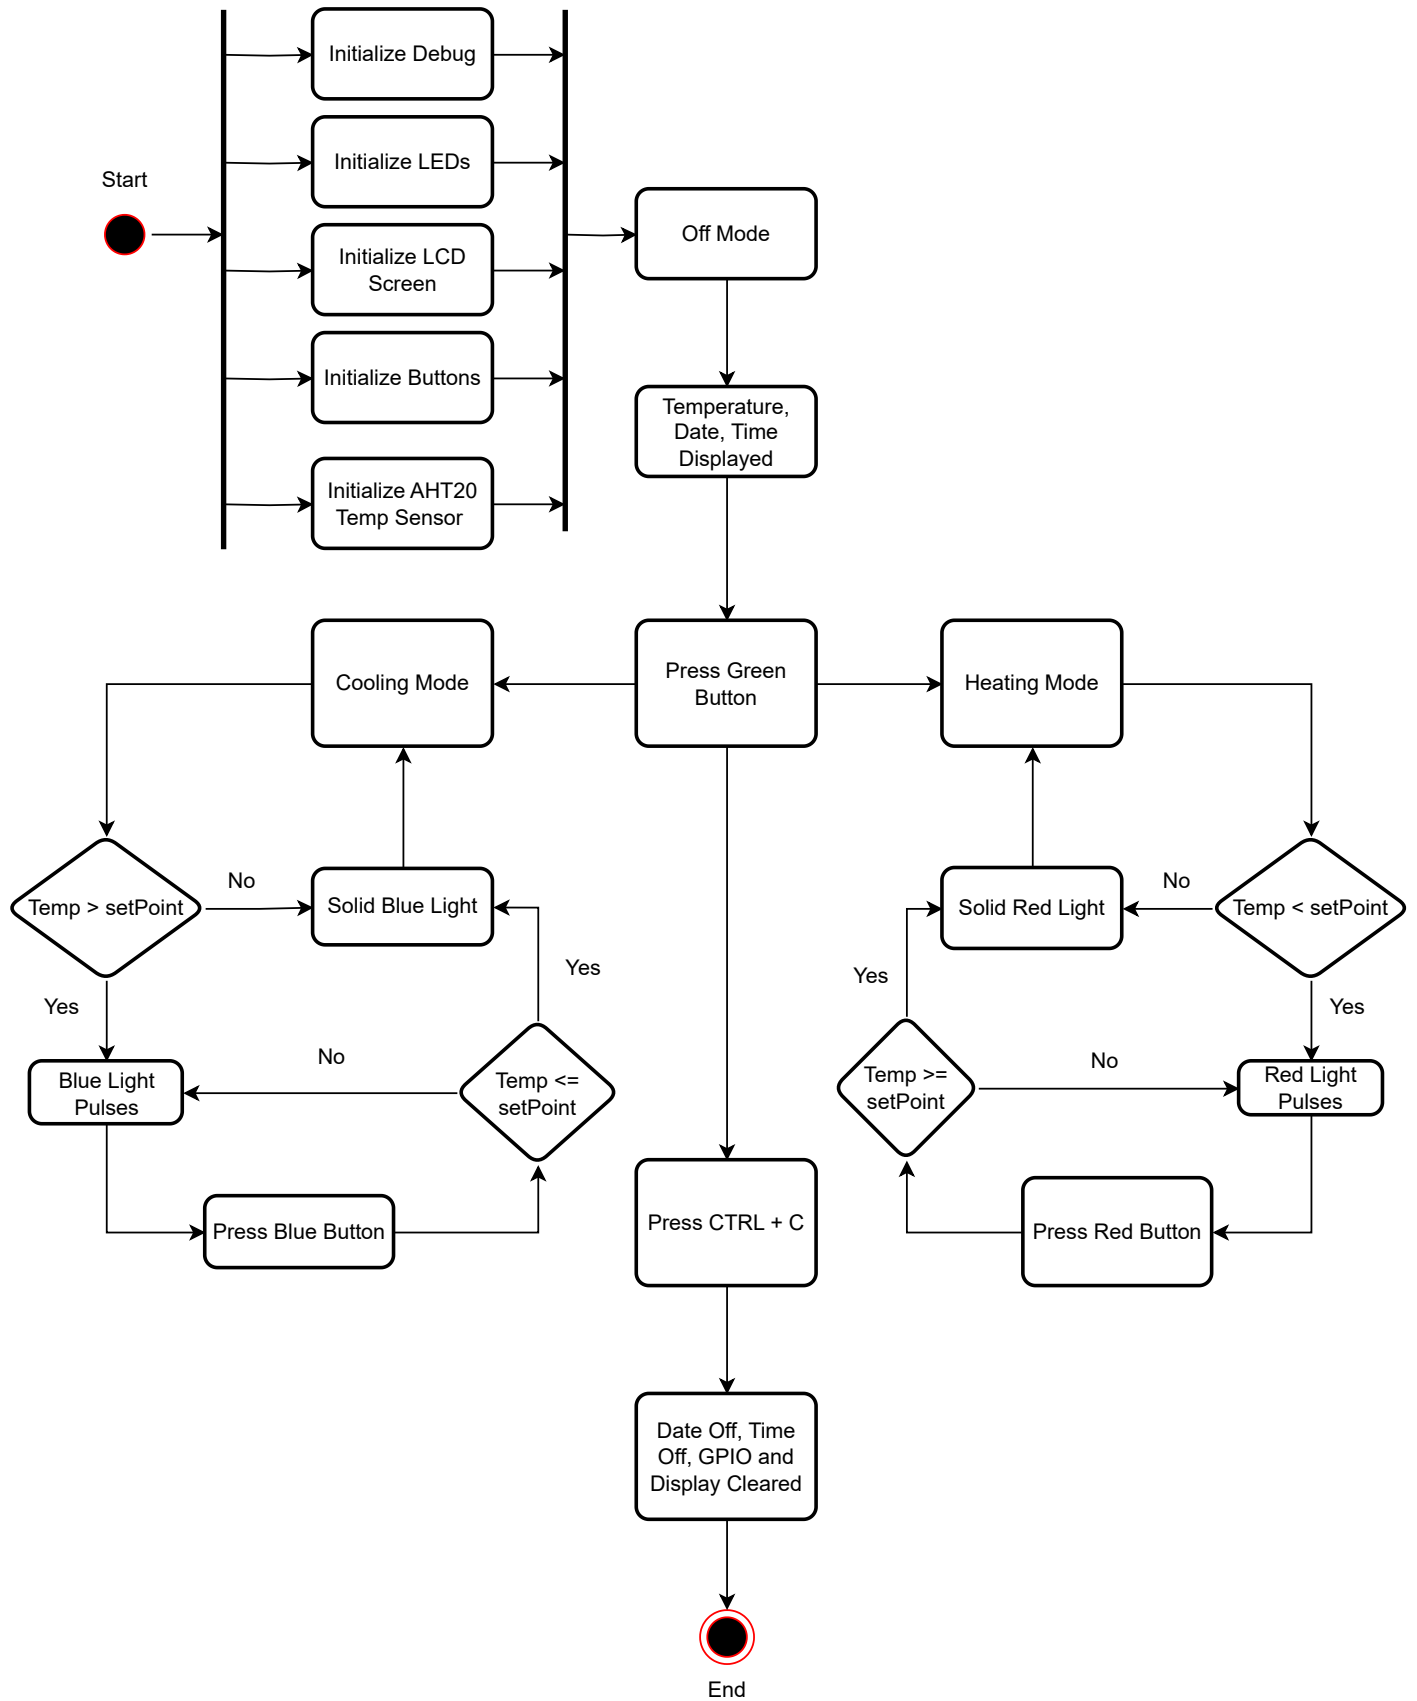 Initialize Debug
Initialize LEDs
Start
Initialize LCD
Screen
Off Mode
Initialize Buttons
Temperature,
Date, Time
Displayed
Initialize AHT20
Temp Sensor
Cooling Mode
Press Green
Button
Heating Mode
Temp > setPoint
No
Solid Blue Light
Solid Red Light
No
Temp < setPoint
Yes
Yes
Yes
Yes
Blue Light
Pulses
No
Temp <=
setPoint
Temp >=
setPoint
No
Red Light
Pulses
Press Blue Button
Press CTRL + C
Press Red Button
Date Off, Time
Off, GPIO and
Display Cleared
End